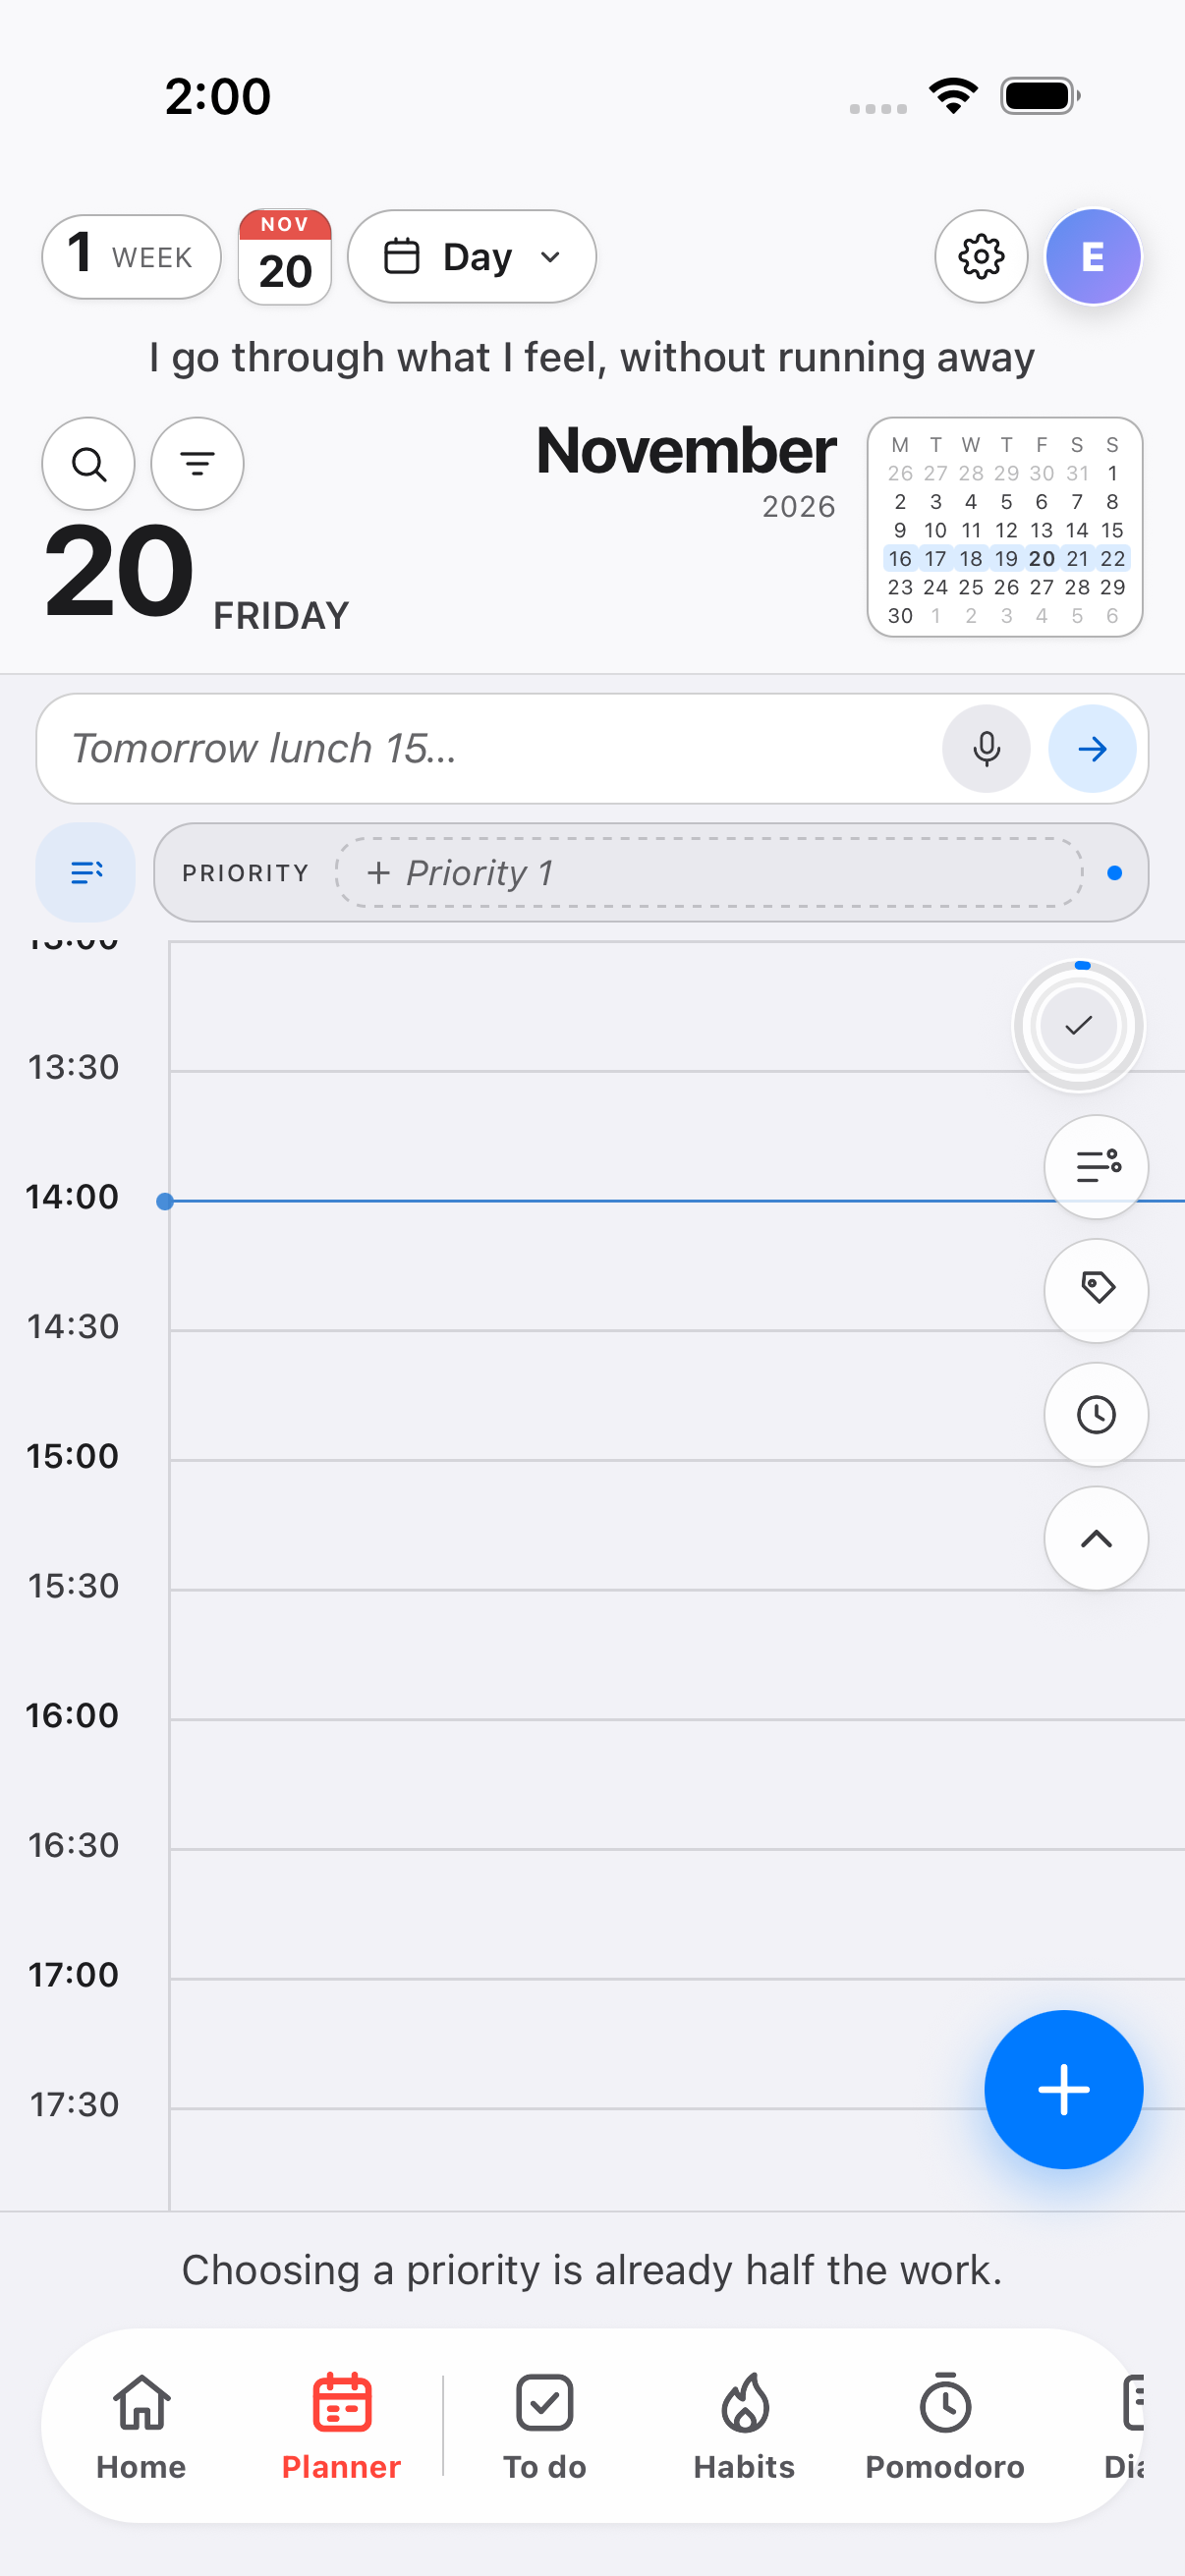 2:00
1 WEEK
NOV
20
Day
E
I go through what I feel, without running away
November
2026
20 FRIDAY
M T W T F S S
26 27 28 29 30 31 1
2 3 4 5 6 7 8
9 10 11 12 13 14 15
16 17 18 19 20 21 22
23 24 25 26 27 28 29
30 1 2 3 4 5 6
Tomorrow lunch 15...
PRIORITY + Priority 1
13:00
13:30
14:00
14:30
15:00
15:30
16:00
16:30
17:00
17:30
Choosing a priority is already half the work.
Home Planner To do Habits Pomodoro